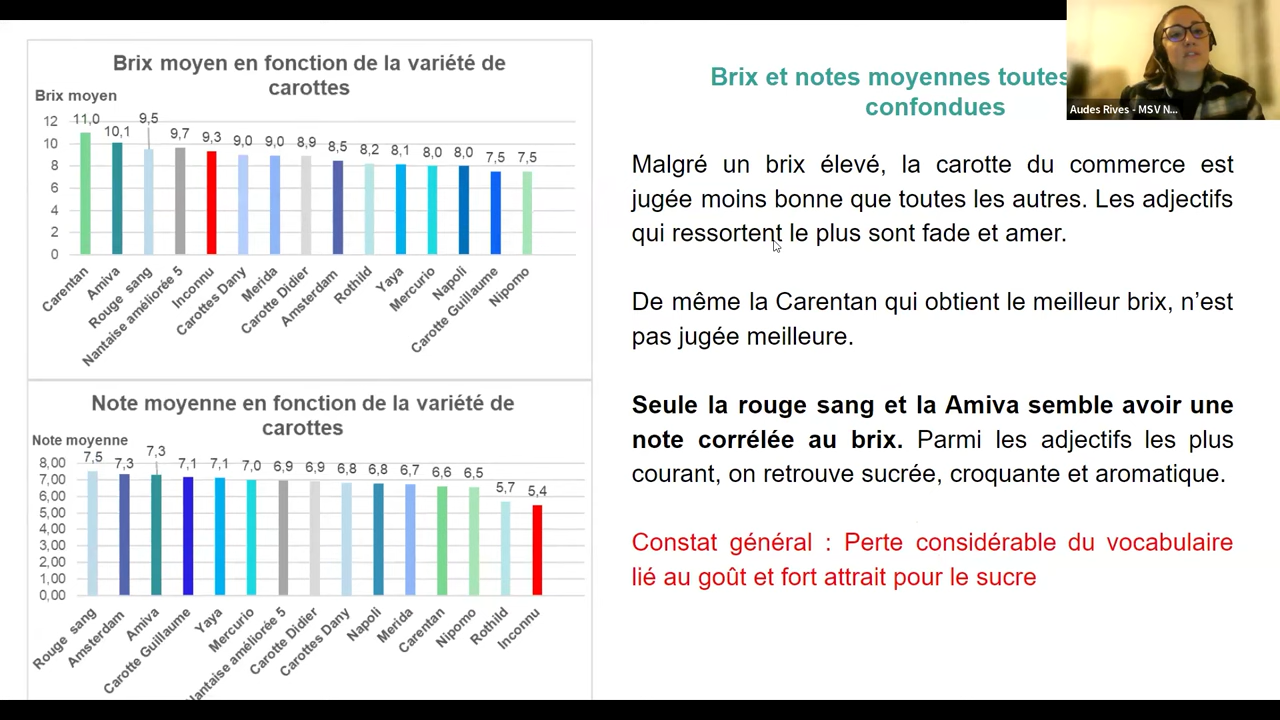 Brix moyen en fonction de la variété de
carottes
Brix moyen
12
10
8
6
4
2
0
11,0
10,1
9,5
9,7
9,3
9,0
9,0
8,9
8,5
8,2
8,1
8,0
8,0
7,5
7,5
Carentan
Amiva
Rouge sang
Nantaise améliorée 5
Inconnu
Carottes Dany
Merida
Carotte Didier
Amsterdam
Rothild
Yaya
Mercurio
Napoli
Carotte Guillaume
Nipomo
Note moyenne en fonction de la variété de
carottes
Note moyenne
8,00
7,00
6,00
5,00
4,00
3,00
2,00
1,00
0,00
7,5
7,3
7,3
7,1
7,1
7,0
6,9
6,9
6,8
6,8
6,7
6,6
6,5
5,7
5,4
Rouge sang
Amsterdam
Amiva
Carotte Guillaume
Yaya
Mercurio
Nantaise améliorée 5
Carotte Didier
Carottes Dany
Napoli
Merida
Carentan
Nipomo
Rothild
Inconnu
Brix et notes moyennes toutes
confondues
Malgré un brix élevé, la carotte du commerce est
jugée moins bonne que toutes les autres. Les adjectifs
qui ressortent le plus sont fade et amer.
De même la Carentan qui obtient le meilleur brix, n'est
pas jugée meilleure.
Seule la rouge sang et la Amiva semble avoir une
note corrélée au brix. Parmi les adjectifs les plus
courant, on retrouve sucrée, croquante et aromatique.
Constat général : Perte considérable du vocabulaire
lié au goût et fort attrait pour le sucre
Audes Rives - MSV N...